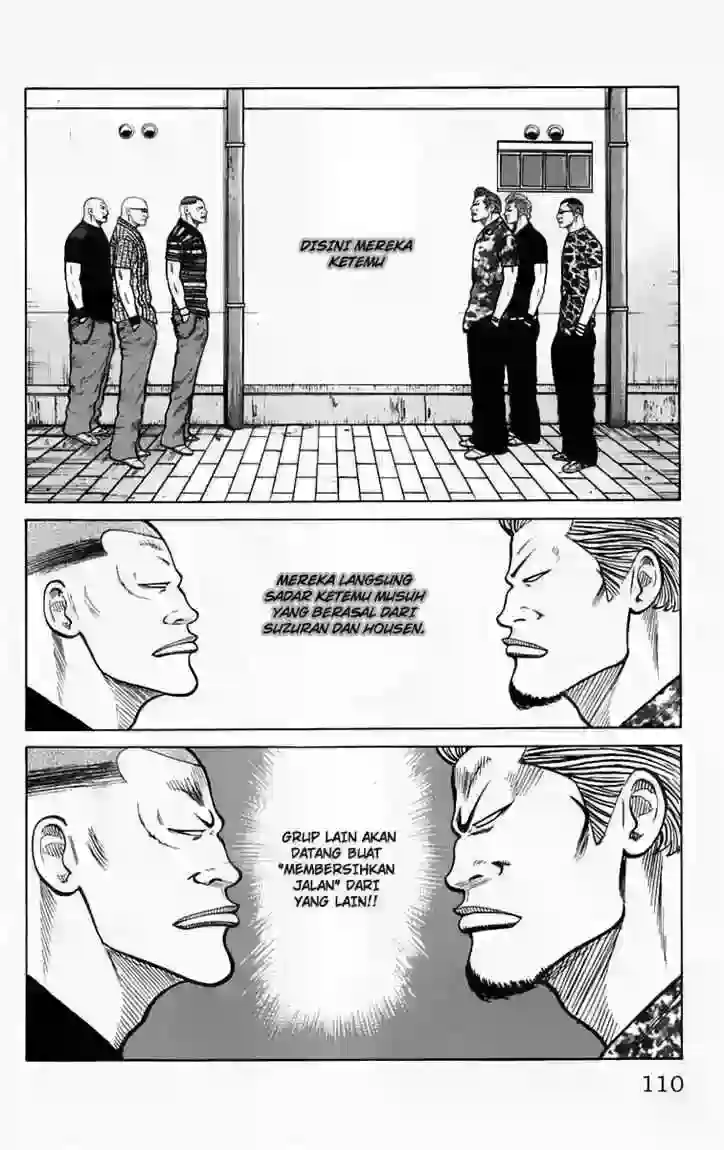 DISINI MEREKA
KETEMU
MEREKA LANGSUNG
SADAR KETEMU MUSUH
YANG BERASAL DARI
SUZURAN DAN HOUSEN.
GRUP LAIN AKAN
DATANG BUAT
"MEMBERSIHKAN
JALAN" DARI
YANG LAIN!!
110